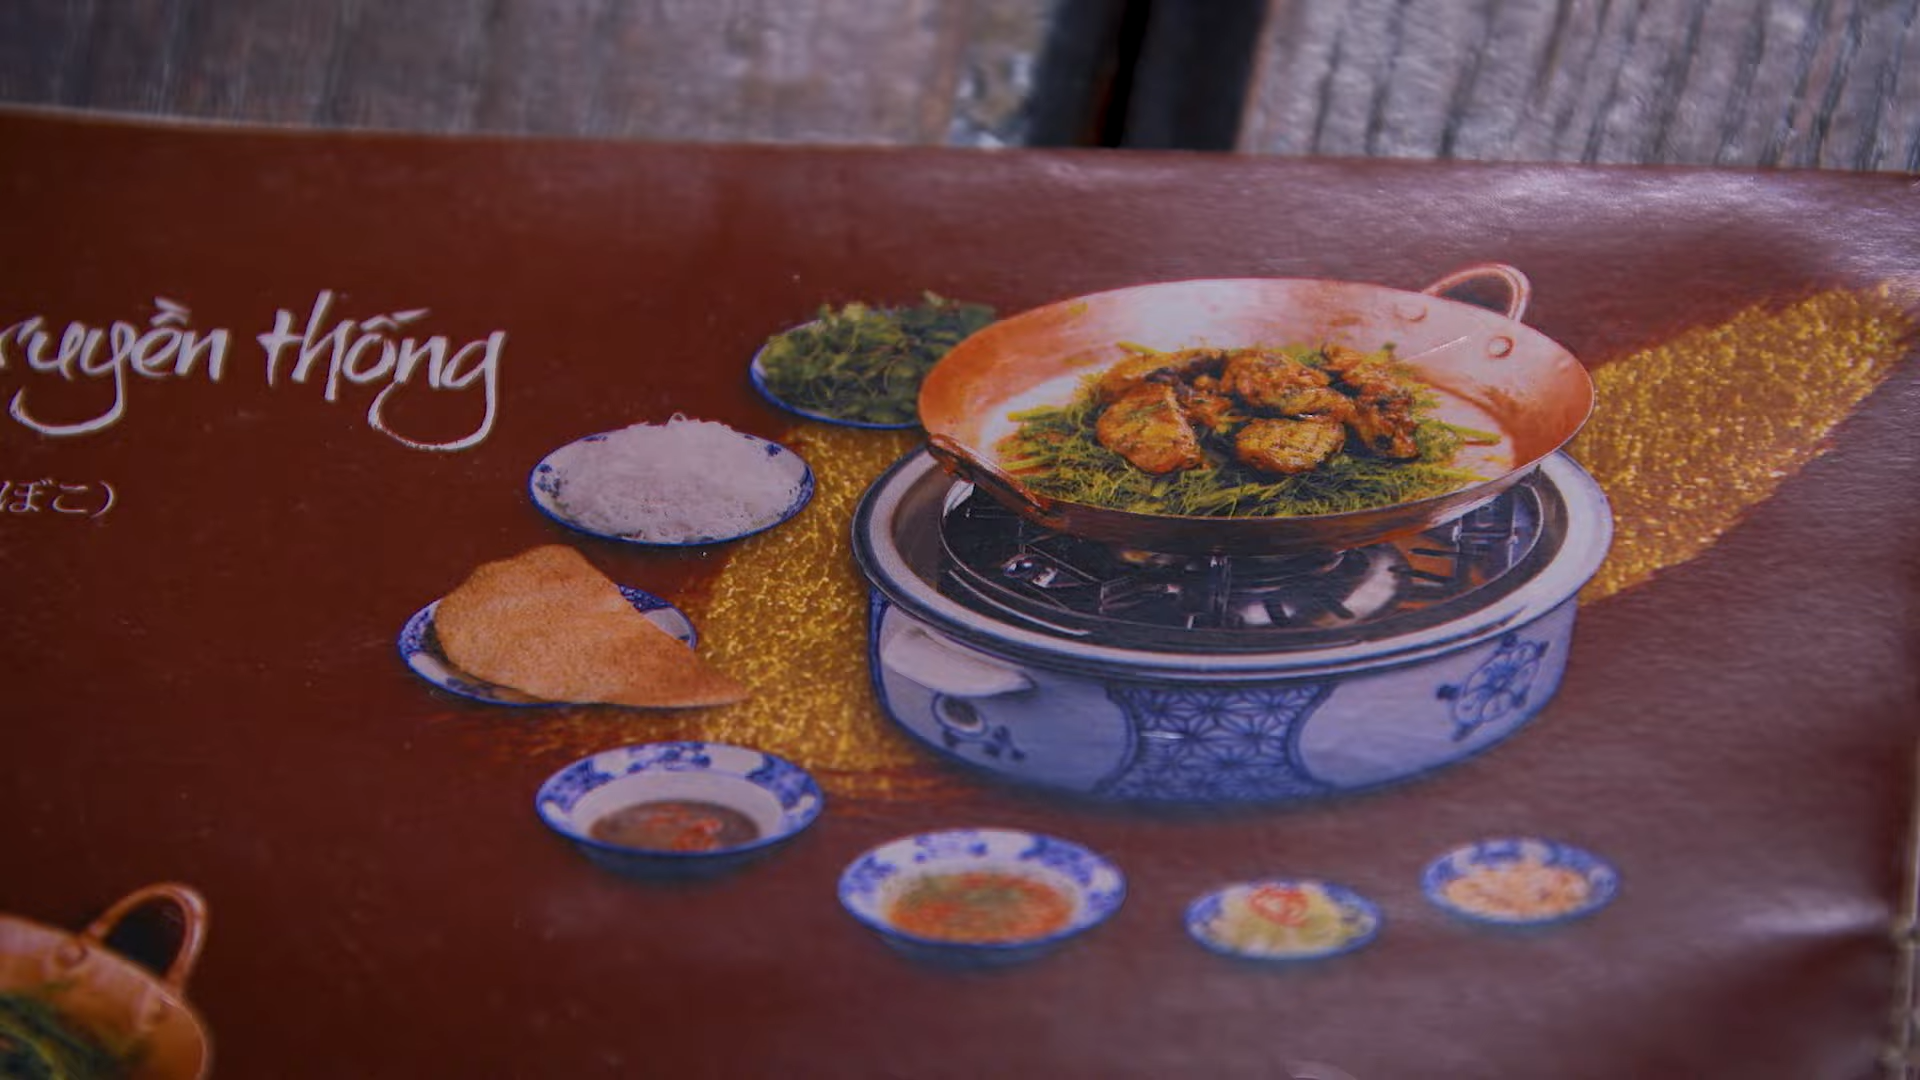 ruyền thống
ぼこ)